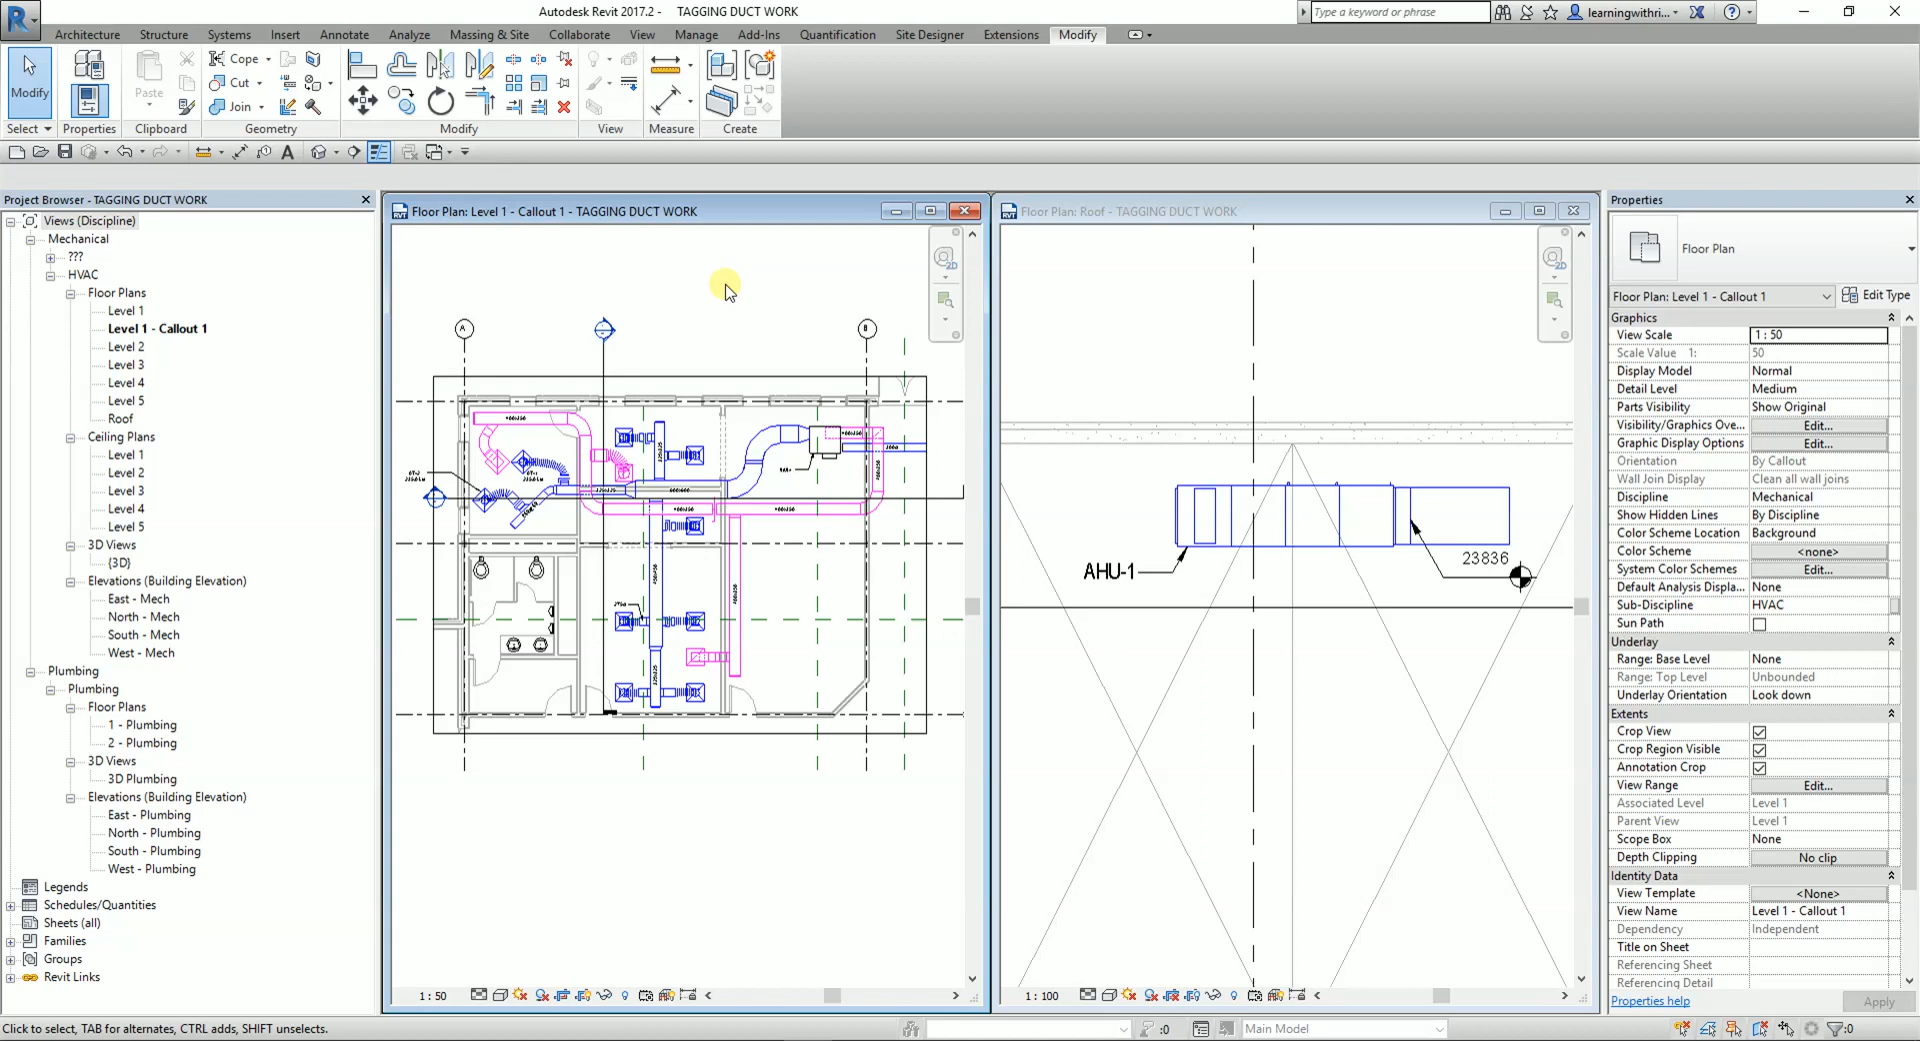 Autodesk Revit 2017.2 - TAGGING DUCT WORK
Type a keyword or phrase
learningwithri...
Architecture Structure Systems Insert Annotate Analyze Massing & Site Collaborate View Manage Add-Ins Quantification Site Designer Extensions Modify
Modify
Paste
Cope
Cut
Join
Select Properties Clipboard Geometry Modify View Measure Create
Project Browser - TAGGING DUCT WORK
Views (Discipline)
Mechanical
???
HVAC
Floor Plans
Level 1
Level 1 - Callout 1
Level 2
Level 3
Level 4
Level 5
Roof
Ceiling Plans
Level 1
Level 2
Level 3
Level 4
Level 5
3D Views
{3D}
Elevations (Building Elevation)
East - Mech
North - Mech
South - Mech
West - Mech
Plumbing
Plumbing
Floor Plans
1 - Plumbing
2 - Plumbing
3D Views
3D Plumbing
Elevations (Building Elevation)
East - Plumbing
North - Plumbing
South - Plumbing
West - Plumbing
Legends
Schedules/Quantities
Sheets (all)
Families
Groups
Revit Links
Floor Plan: Level 1 - Callout 1 - TAGGING DUCT WORK
2D
A
B
1 : 50
Floor Plan: Roof - TAGGING DUCT WORK
2D
AHU-1
23836
1 : 100
Properties
Floor Plan
Floor Plan: Level 1 - Callout 1 Edit Type
Graphics
View Scale 1 : 50
Scale Value 1: 50
Display Model Normal
Detail Level Medium
Parts Visibility Show Original
Visibility/Graphics Ove... Edit...
Graphic Display Options Edit...
Orientation By Callout
Wall Join Display Clean all wall joins
Discipline Mechanical
Show Hidden Lines By Discipline
Color Scheme Location Background
Color Scheme <none>
System Color Schemes Edit...
Default Analysis Displa... None
Sub-Discipline HVAC
Sun Path
Underlay
Range: Base Level None
Range: Top Level Unbounded
Underlay Orientation Look down
Extents
Crop View
Crop Region Visible
Annotation Crop
View Range Edit...
Associated Level Level 1
Parent View Level 1
Scope Box None
Depth Clipping No clip
Identity Data
View Template <None>
View Name Level 1 - Callout 1
Dependency Independent
Title on Sheet
Referencing Sheet
Referencing Detail
Properties help Apply
Click to select, TAB for alternates, CTRL adds, SHIFT unselects.
:0
Main Model
:0